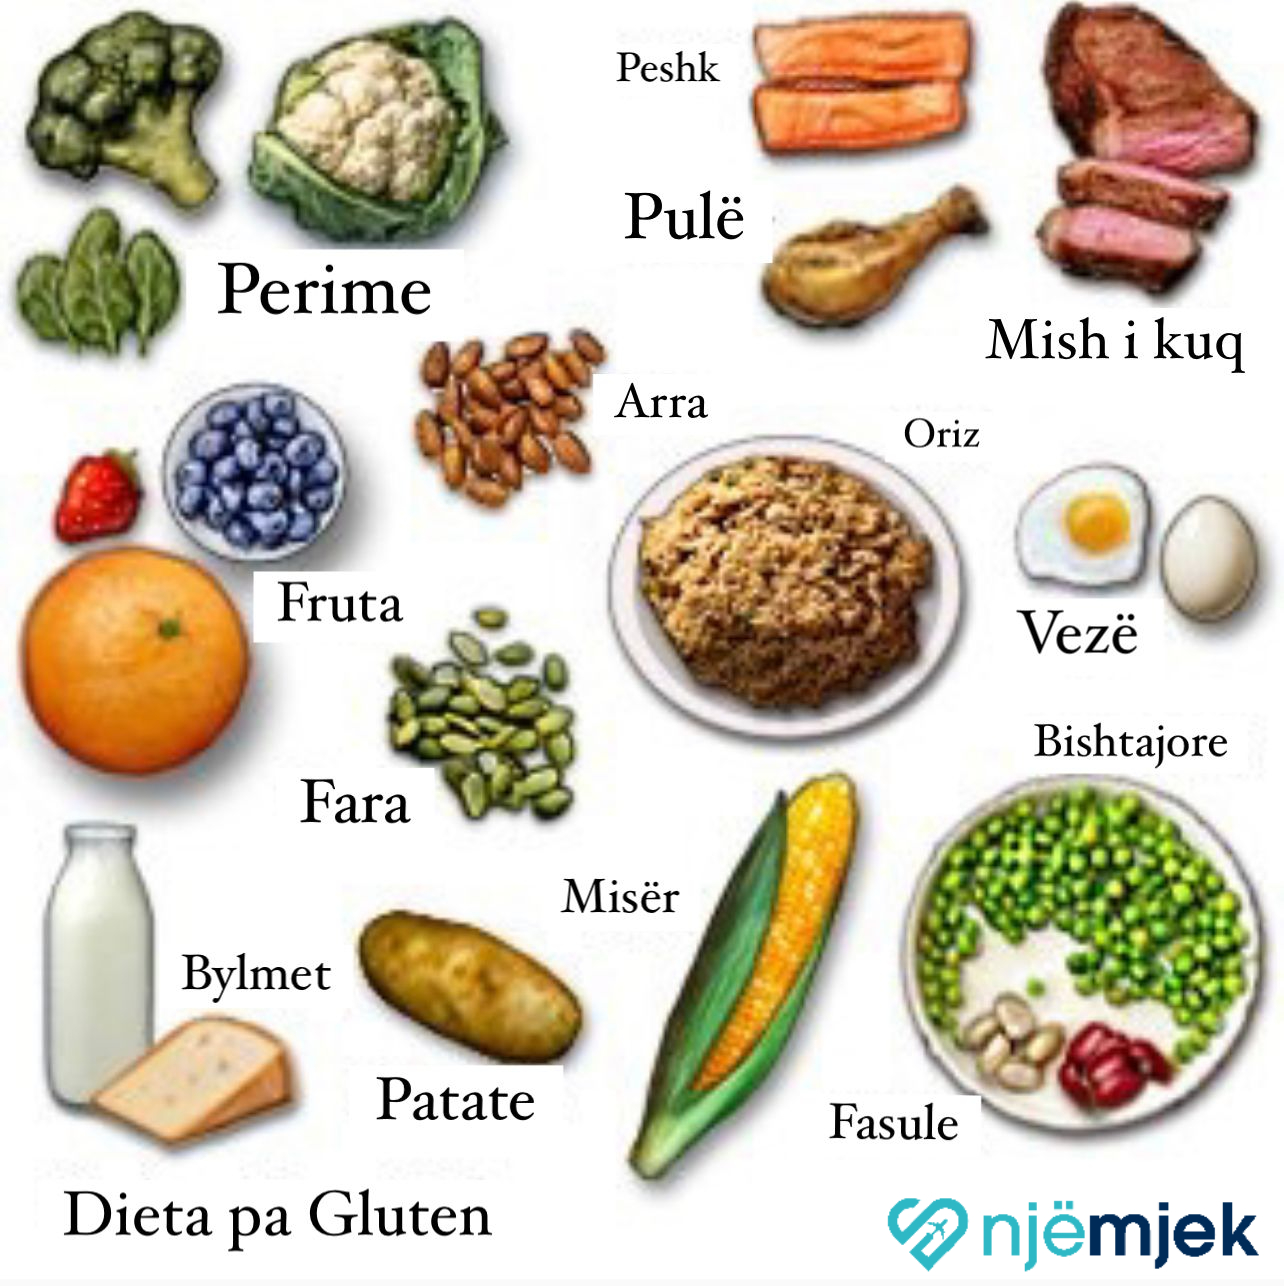 Peshk
Pulë
Perime
Mish i kuq
Arra
Oriz
Fruta
Vezë
Bishtajore
Fara
Misër
Bylmet
Patate
Fasule
Dieta pa Gluten
njëmjek